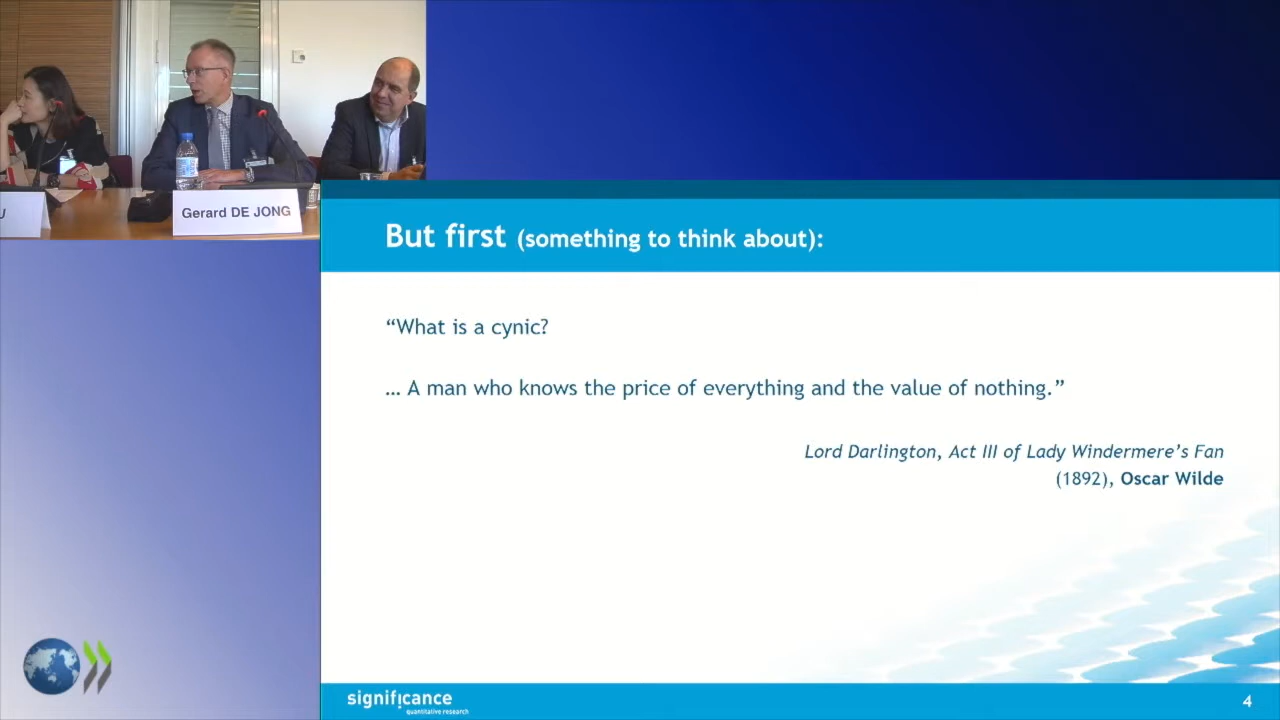 U
Gerard DE JONG
But first (something to think about):
“What is a cynic?
… A man who knows the price of everything and the value of nothing.”
Lord Darlington, Act III of Lady Windermere’s Fan
(1892), Oscar Wilde
significance
quantitative research
4